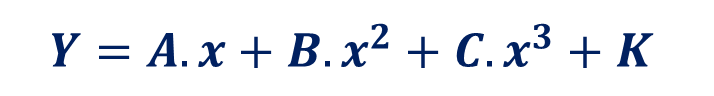 Y = A.x + B.x² + C.x³ + K